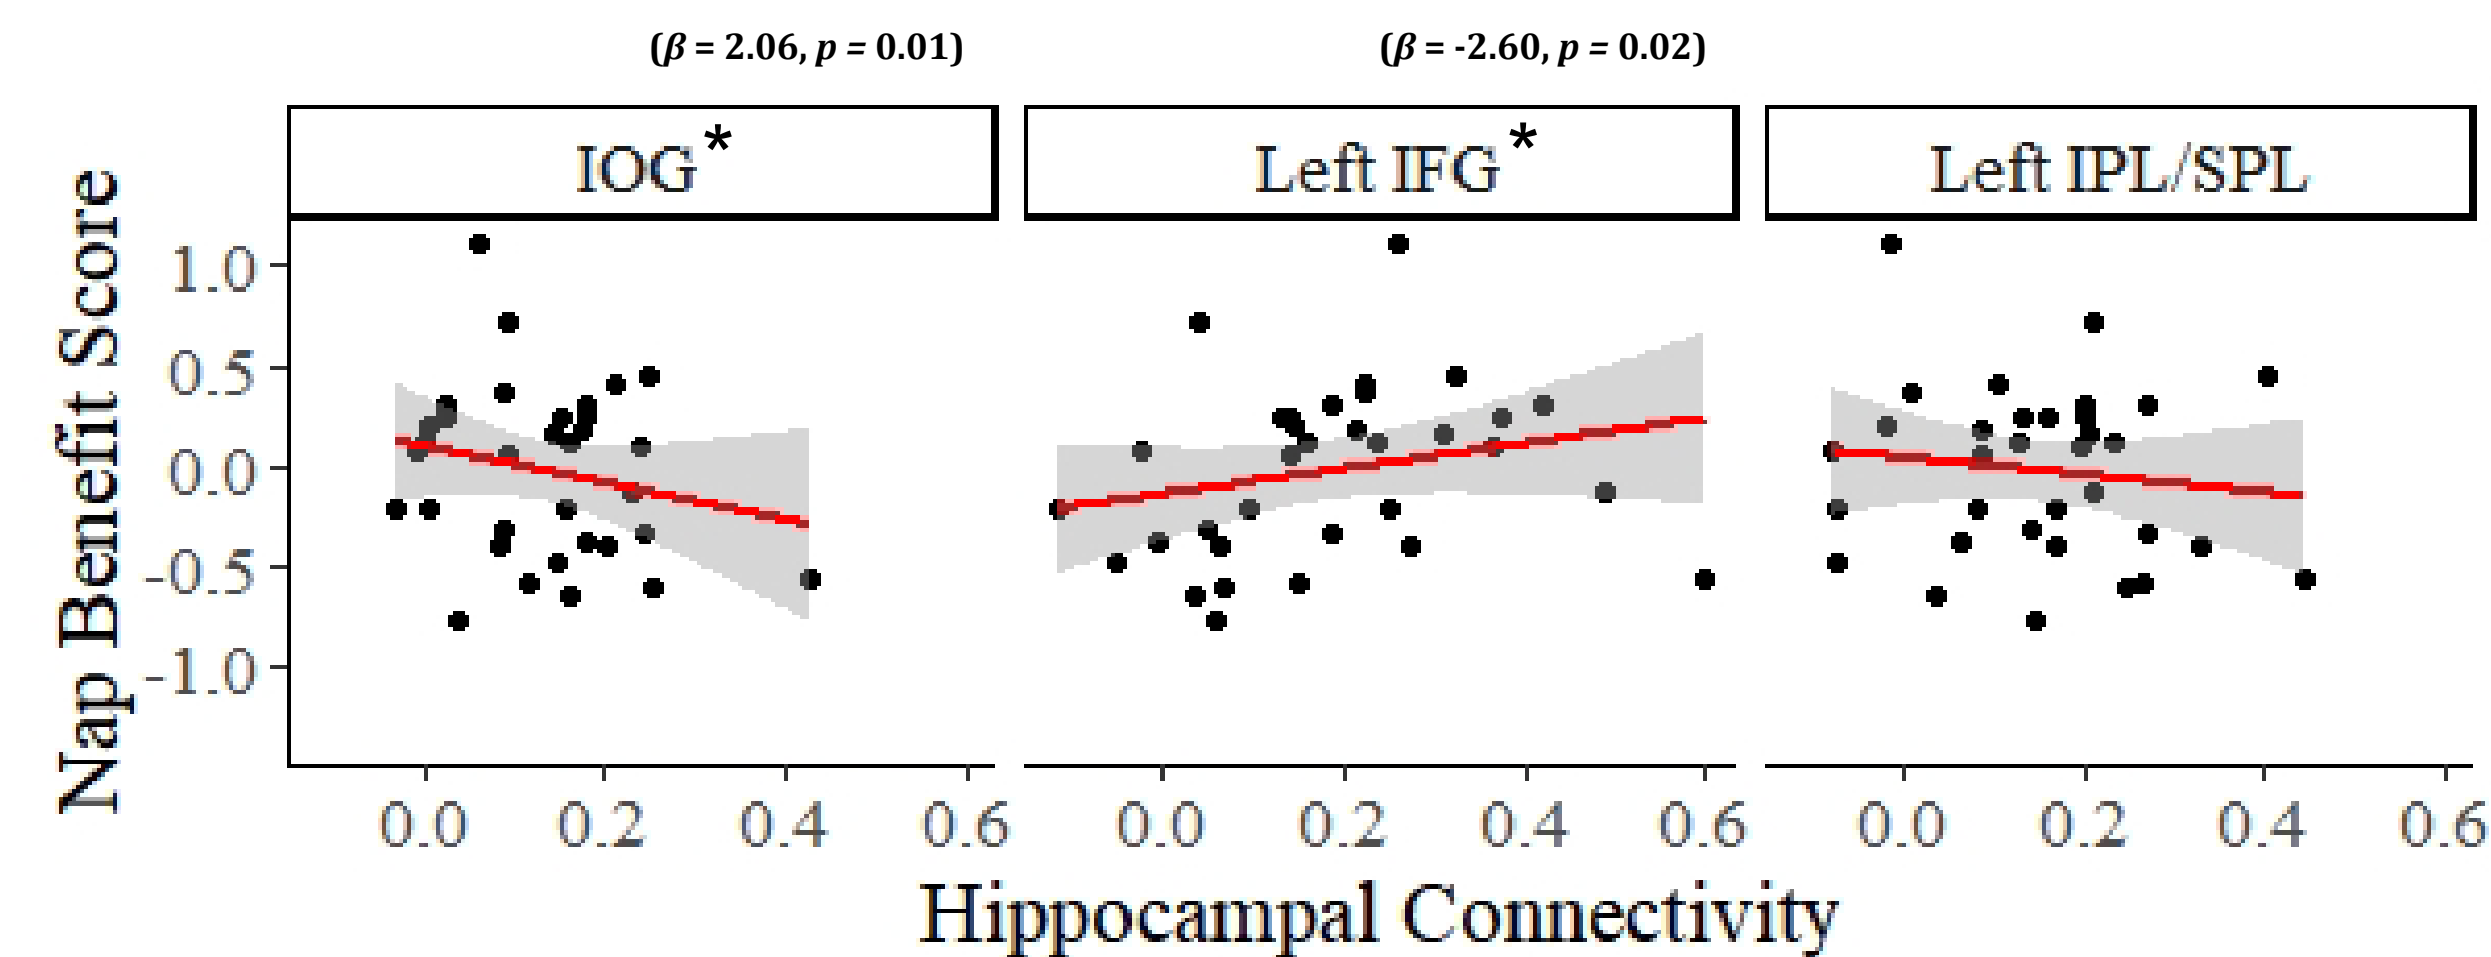 (β = 2.06, p = 0.01) (β = -2.60, p = 0.02)
IOG* Left IFG* Left IPL/SPL
Nap Benefit Score
1.0
0.5
0.0
-0.5
-1.0
0.0 0.2 0.4 0.6 0.0 0.2 0.4 0.6 0.0 0.2 0.4 0.6
Hippocampal Connectivity